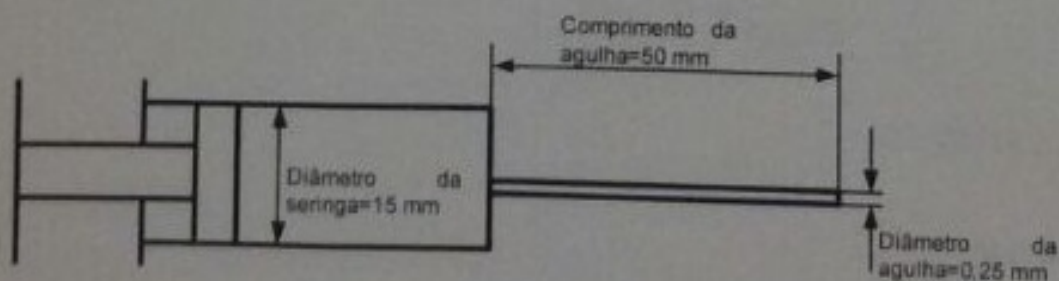 Comprimento da
agulha=50 mm
Diâmetro da
seringa=15 mm
Diâmetro da
agulha=0,25 mm